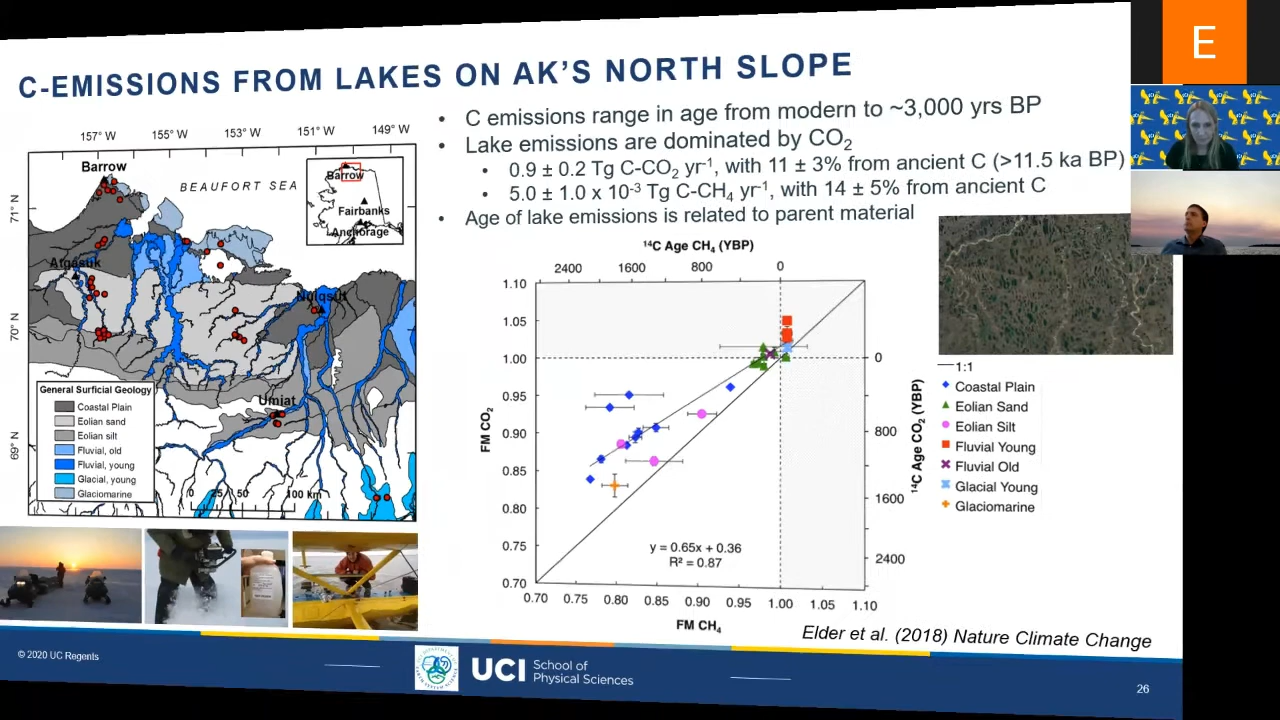 C-EMISSIONS FROM LAKES ON AK'S NORTH SLOPE
E
• C emissions range in age from modern to ~3,000 yrs BP
• Lake emissions are dominated by CO₂
• 0.9 ± 0.2 Tg C-CO₂ yr⁻¹, with 11 ± 3% from ancient C (>11.5 ka BP)
• 5.0 ± 1.0 x 10⁻³ Tg C-CH₄ yr⁻¹, with 14 ± 5% from ancient C
• Age of lake emissions is related to parent material
157° W 155° W 153° W 151° W 149° W
71° N
70° N
69° N
Barrow
BEAUFORT SEA
Barrow
Fairbanks
Anchorage
Atqasuk
Nuiqsut
Umiat
General Surficial Geology
Coastal Plain
Eolian sand
Eolian silt
Fluvial, old
Fluvial, young
Glacial, young
Glaciomarine
0 25 50 100 km
¹⁴C Age CH₄ (YBP)
2400 1600 800 0
1.10
1.05
1.00
0.95
0.90
0.85
0.80
0.75
0.70
FM CO₂
y = 0.65x + 0.36
R² = 0.87
0.70 0.75 0.80 0.85 0.90 0.95 1.00 1.05 1.10
FM CH₄
0
800
1600
2400
¹⁴C Age CO₂ (YBP)
1:1
Coastal Plain
Eolian Sand
Eolian Silt
Fluvial Young
Fluvial Old
Glacial Young
Glaciomarine
Elder et al. (2018) Nature Climate Change
© 2020 UC Regents
UCI School of
Physical Sciences
26